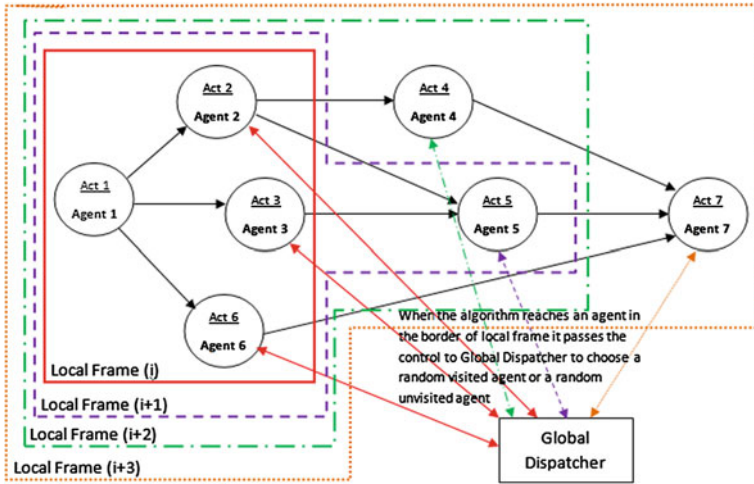 Act 2
Agent 2
Act 4
Agent 4
Act 1
Agent 1
Act 3
Agent 3
Act 5
Agent 5
Act 7
Agent 7
Act 6
Agent 6
When the algorithm reaches an agent in
the border of local frame it passes the
control to Global Dispatcher to choose a
random visited agent or a random
unvisited agent
Local Frame (i)
Local Frame (i+1)
Local Frame (i+2)
Local Frame (i+3)
Global
Dispatcher